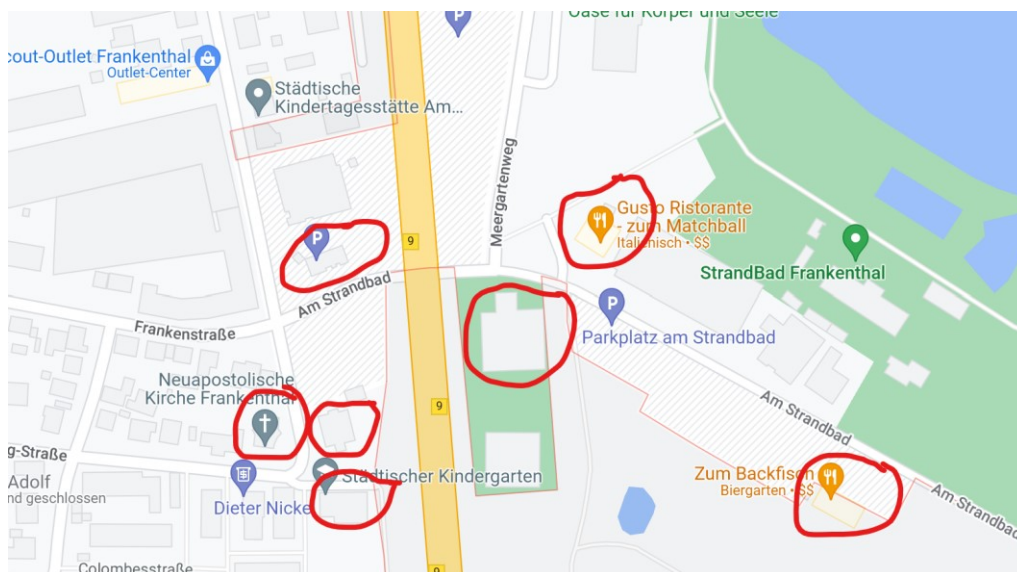 Oase für Körper und Seele
cout-Outlet Frankenthal
Outlet-Center
P
Städtische
Kindertagesstätte Am...
Meergartenweg
Gusto Ristorante
- zum Matchball
Italienisch • $$
P
9
StrandBad Frankenthal
Am Strandbad
P
Frankenstraße
Parkplatz am Strandbad
Neuapostolische
Kirche Frankenthal
9
Am Strandbad
g-Straße
Städtischer Kindergarten
Zum Backfisch
Biergarten • $$
Adolf
nd geschlossen
Dieter Nicke
Am Strandbad
Colombesstraße
9